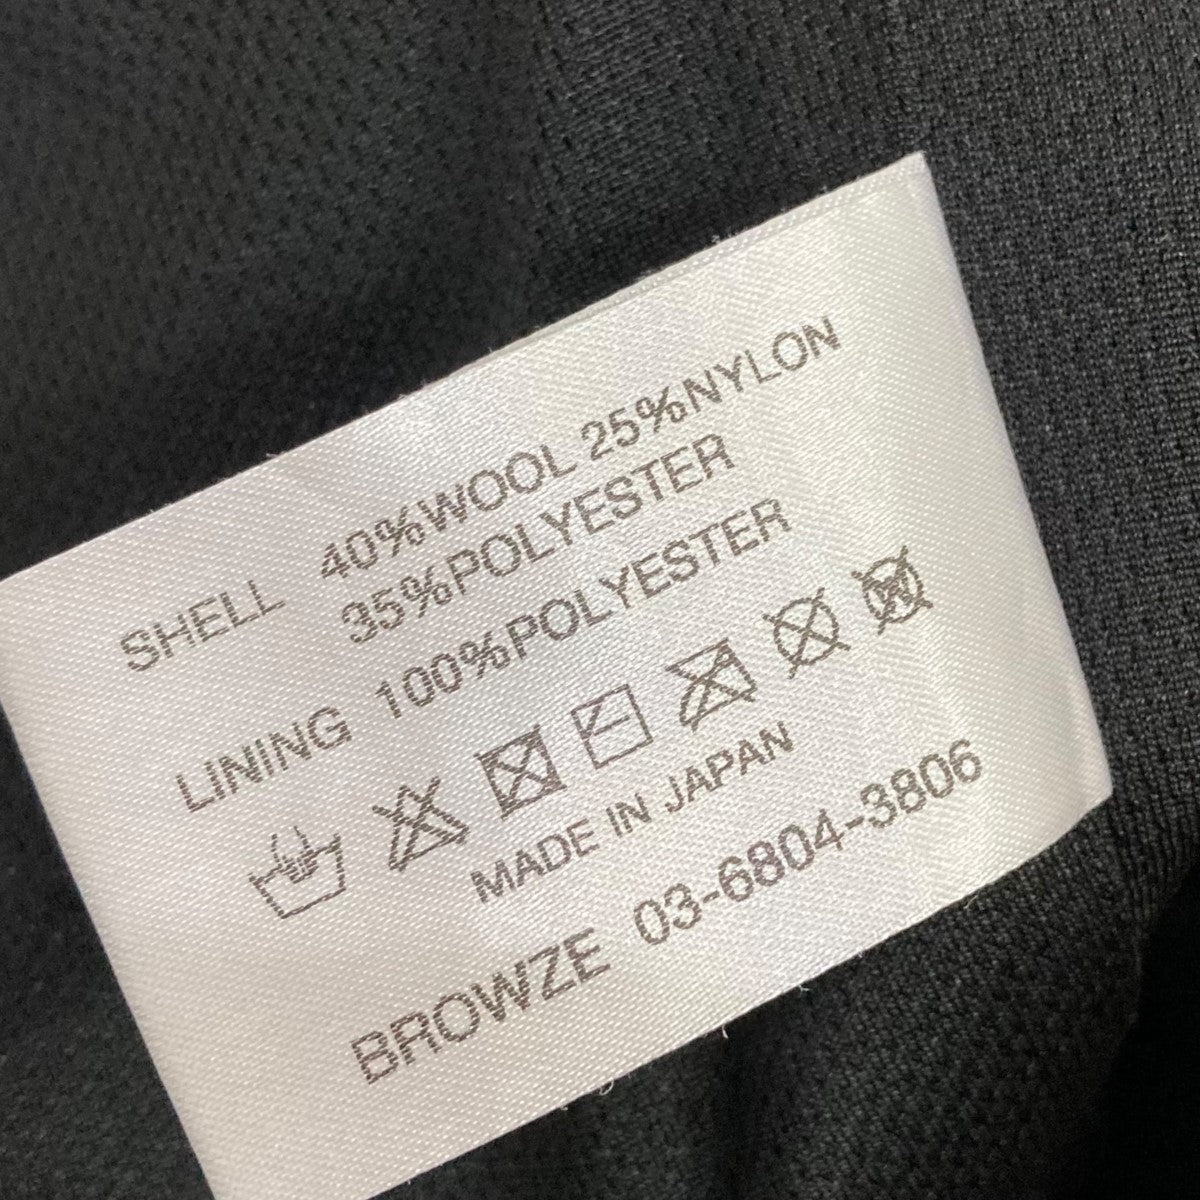 SHELL 40%WOOL 25%NYLON
35%POLYESTER
LINING 100%POLYESTER
MADE IN JAPAN
BROWZE 03-6804-3806